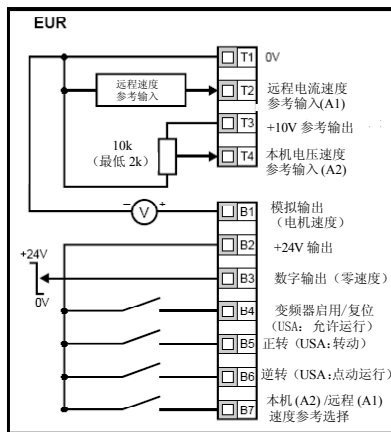 EUR
T1 0V
远程速度
参考输入
T2 远程电流速度
参考输入(A1)
T3 +10V 参考输出
10k
(最低 2k)
T4 本机电压速度
参考输入(A2)
− V +
B1 模拟输出
(电机速度)
B2 +24V 输出
+24V
0V
B3 数字输出(零速度)
B4 变频器启用/复位
(USA: 允许运行)
B5 正转(USA:转动)
B6 逆转(USA:点动运行)
B7 本机(A2)/远程(A1)
速度参考选择